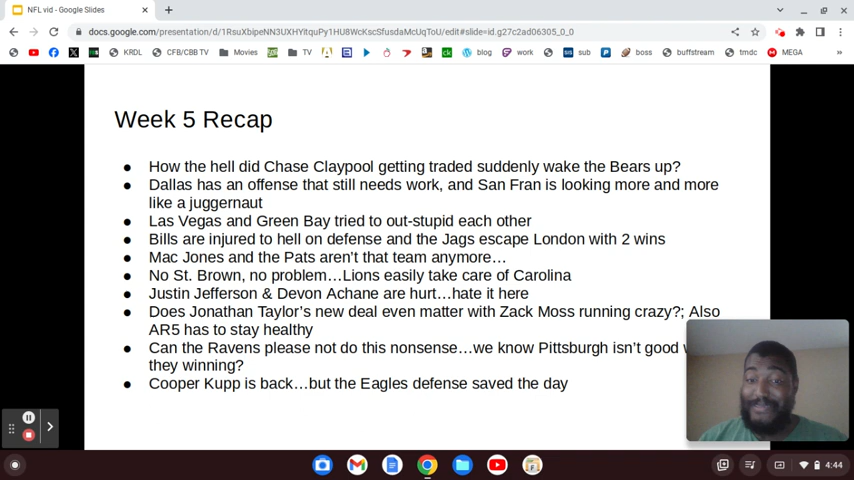 NFL vid - Google Slides
docs.google.com/presentation/d/1RsuXbipeNN3UXHYitquPy1HU8WcKscSfusdaMcUqToU/edit#slide=id.g27c2ad06305_0_0
KRDL CFB/CBB TV Movies TV blog work sub boss buffstream tmdc MEGA
Week 5 Recap
● How the hell did Chase Claypool getting traded suddenly wake the Bears up?
● Dallas has an offense that still needs work, and San Fran is looking more and more
like a juggernaut
● Las Vegas and Green Bay tried to out-stupid each other
● Bills are injured to hell on defense and the Jags escape London with 2 wins
● Mac Jones and the Pats aren't that team anymore…
● No St. Brown, no problem…Lions easily take care of Carolina
● Justin Jefferson & Devon Achane are hurt…hate it here
● Does Jonathan Taylor's new deal even matter with Zack Moss running crazy?; Also
AR5 has to stay healthy
● Can the Ravens please not do this nonsense…we know Pittsburgh isn't good
they winning?
● Cooper Kupp is back…but the Eagles defense saved the day
4:44